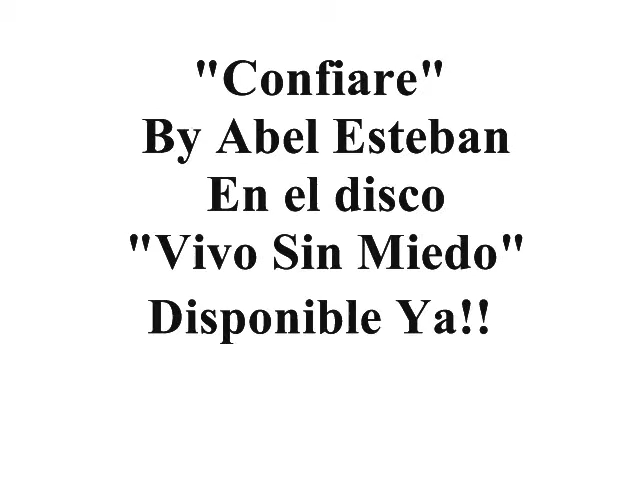 "Confiare"
By Abel Esteban
En el disco
"Vivo Sin Miedo"
Disponible Ya!!